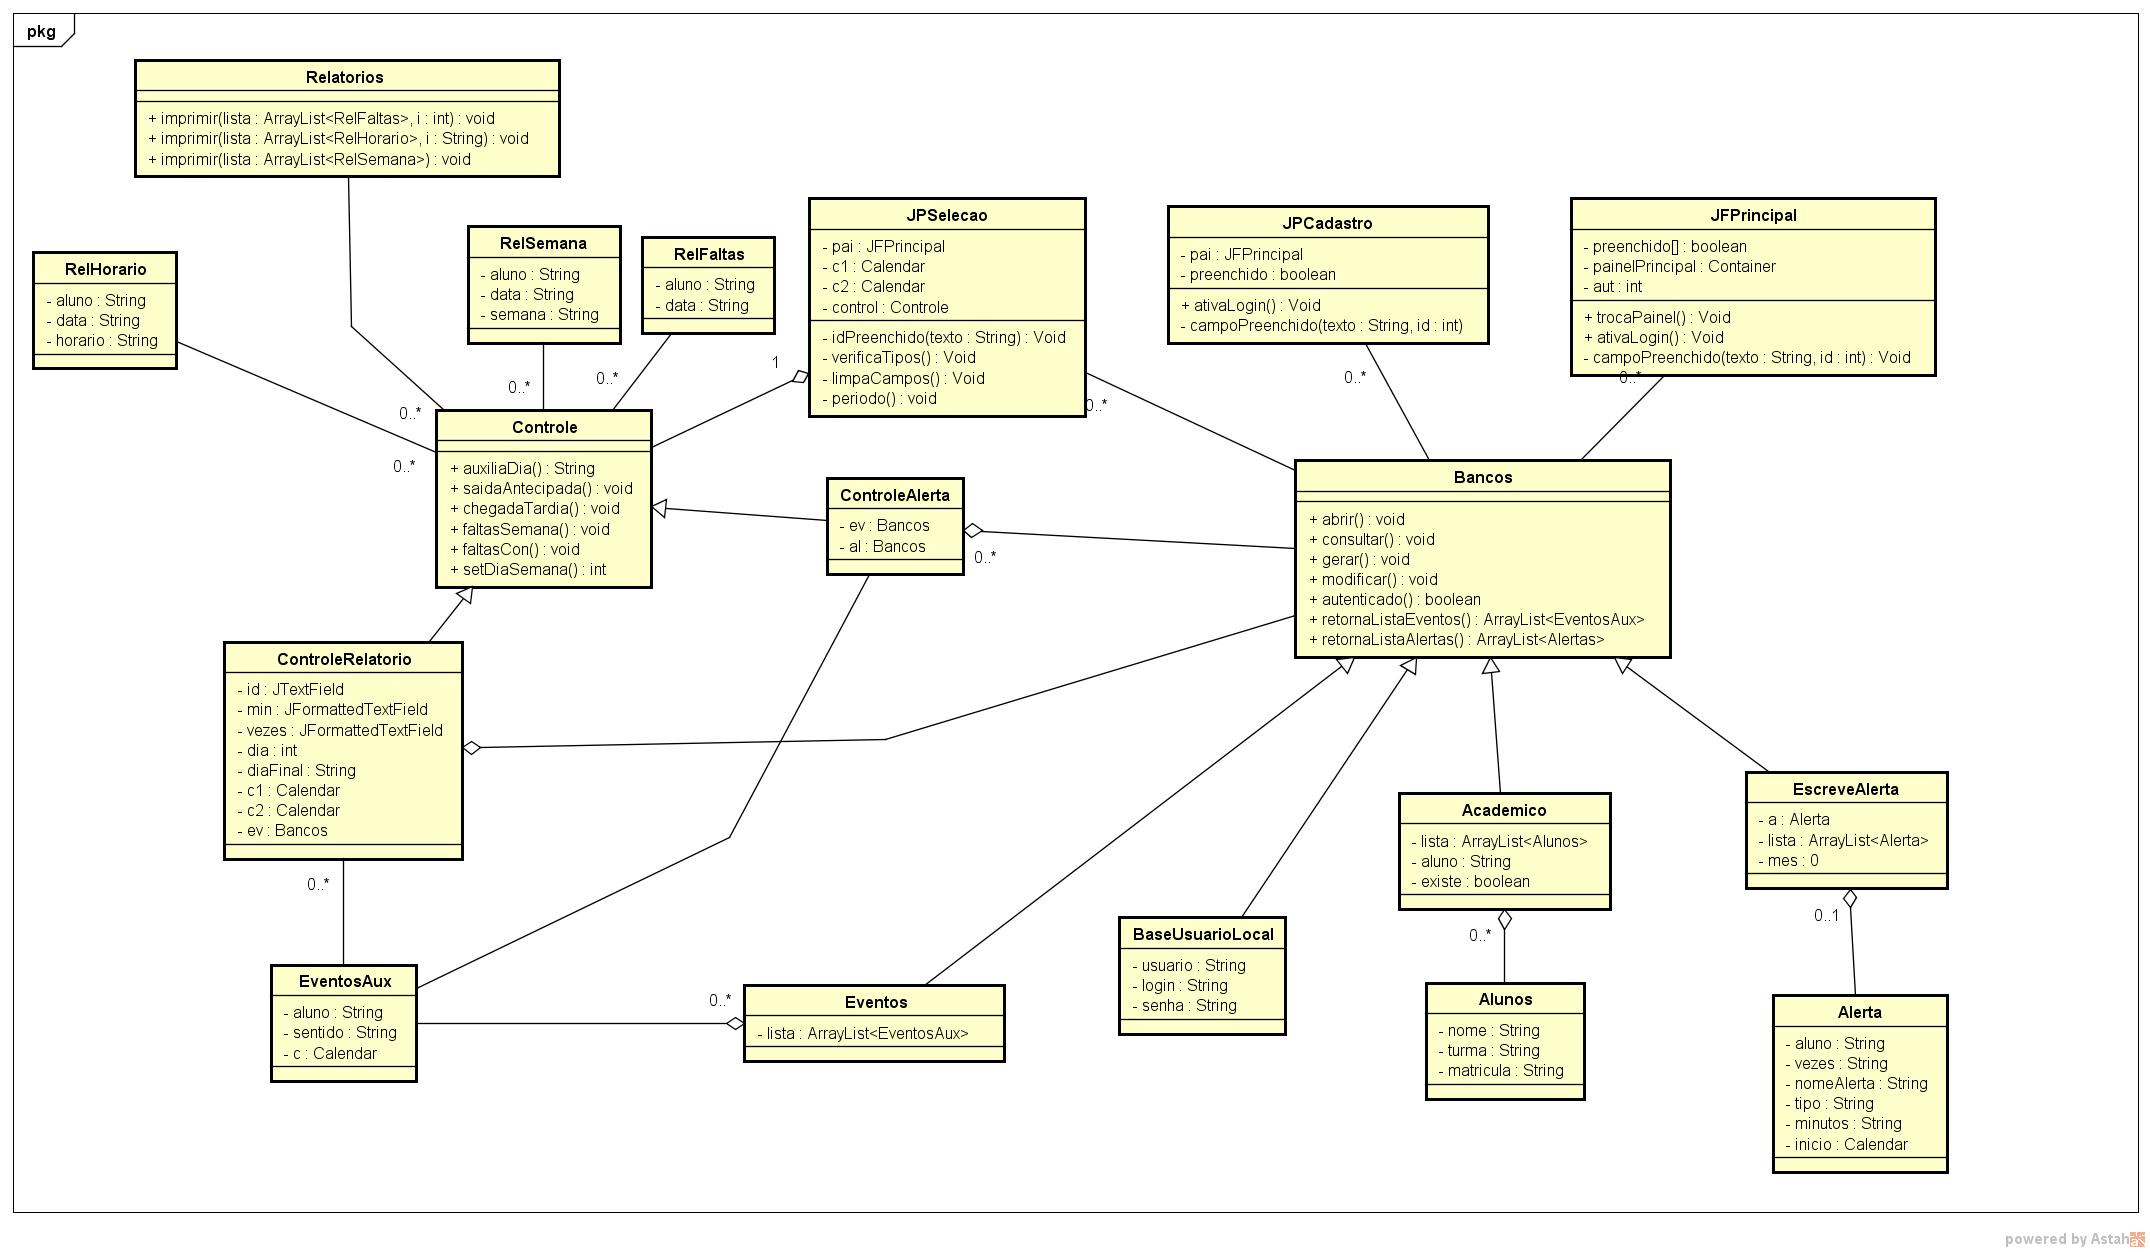 pkg
Relatorios
+ imprimir(lista : ArrayList<RelFaltas>, i : int) : void
+ imprimir(lista : ArrayList<RelHorario>, i : String) : void
+ imprimir(lista : ArrayList<RelSemana>) : void
RelHorario
- aluno : String
- data : String
- horario : String
RelSemana
- aluno : String
- data : String
- semana : String
RelFaltas
- aluno : String
- data : String
JPSelecao
- pai : JFPrincipal
- c1 : Calendar
- c2 : Calendar
- control : Controle
- idPreenchido(texto : String) : Void
- verificaTipos() : Void
- limpaCampos() : Void
- periodo() : void
JPCadastro
- pai : JFPrincipal
- preenchido : boolean
+ ativaLogin() : Void
- campoPreenchido(texto : String, id : int)
JFPrincipal
- preenchido[] : boolean
- painelPrincipal : Container
- aut : int
+ trocaPainel() : Void
+ ativaLogin() : Void
- campoPreenchido(texto : String, id : int) : Void
0..*
0..*
0..*
0..*
1
0..*
0..*
0..*
Controle
+ auxiliaDia() : String
+ saidaAntecipada() : void
+ chegadaTardia() : void
+ faltasSemana() : void
+ faltasCon() : void
+ setDiaSemana() : int
ControleAlerta
- ev : Bancos
- al : Bancos
0..*
Bancos
+ abrir() : void
+ consultar() : void
+ gerar() : void
+ modificar() : void
+ autenticado() : boolean
+ retornaListaEventos() : ArrayList<EventosAux>
+ retornaListaAlertas() : ArrayList<Alertas>
ControleRelatorio
- id : JTextField
- min : JFormattedTextField
- vezes : JFormattedTextField
- dia : int
- diaFinal : String
- c1 : Calendar
- c2 : Calendar
- ev : Bancos
0..*
EventosAux
- aluno : String
- sentido : String
- c : Calendar
0..*
Eventos
- lista : ArrayList<EventosAux>
BaseUsuarioLocal
- usuario : String
- login : String
- senha : String
Academico
- lista : ArrayList<Alunos>
- aluno : String
- existe : boolean
0..*
Alunos
- nome : String
- turma : String
- matricula : String
EscreveAlerta
- a : Alerta
- lista : ArrayList<Alerta>
- mes : 0
0..1
Alerta
- aluno : String
- vezes : String
- nomeAlerta : String
- tipo : String
- minutos : String
- inicio : Calendar
powered by Astah